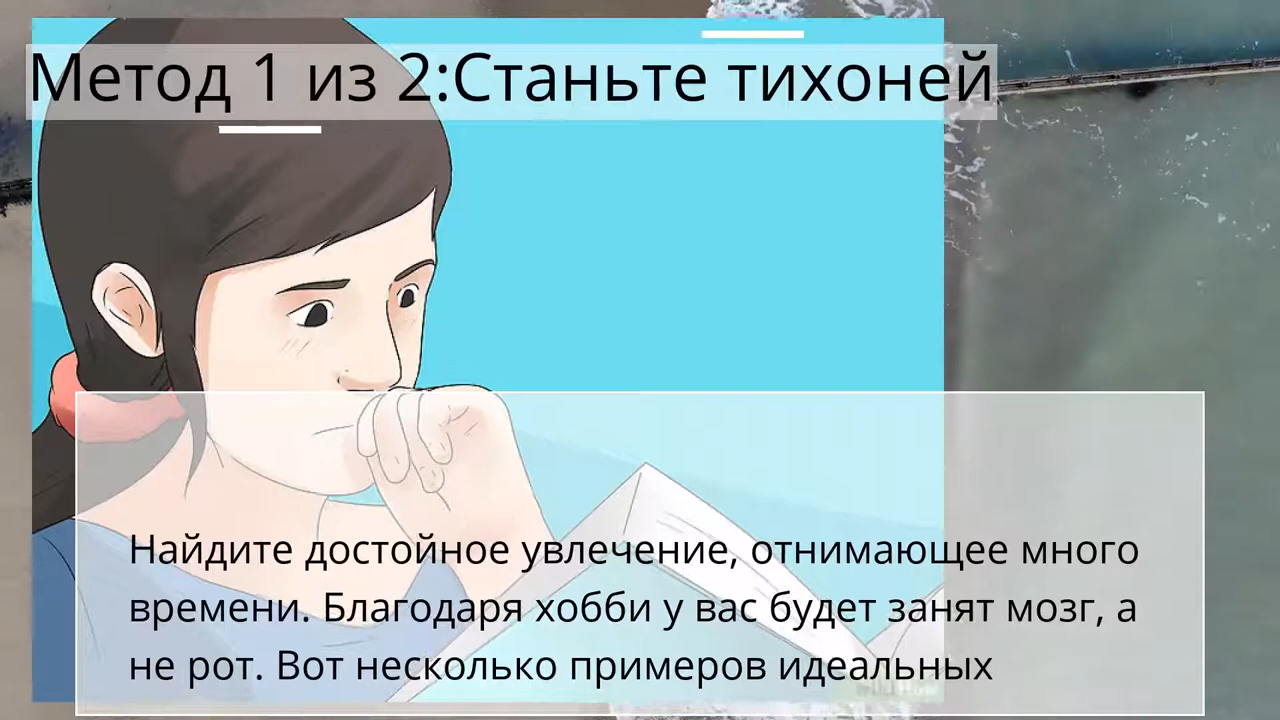 Метод 1 из 2:Станьте тихоней
Найдите достойное увлечение, отнимающее много
времени. Благодаря хобби у вас будет занят мозг, а
не рот. Вот несколько примеров идеальных